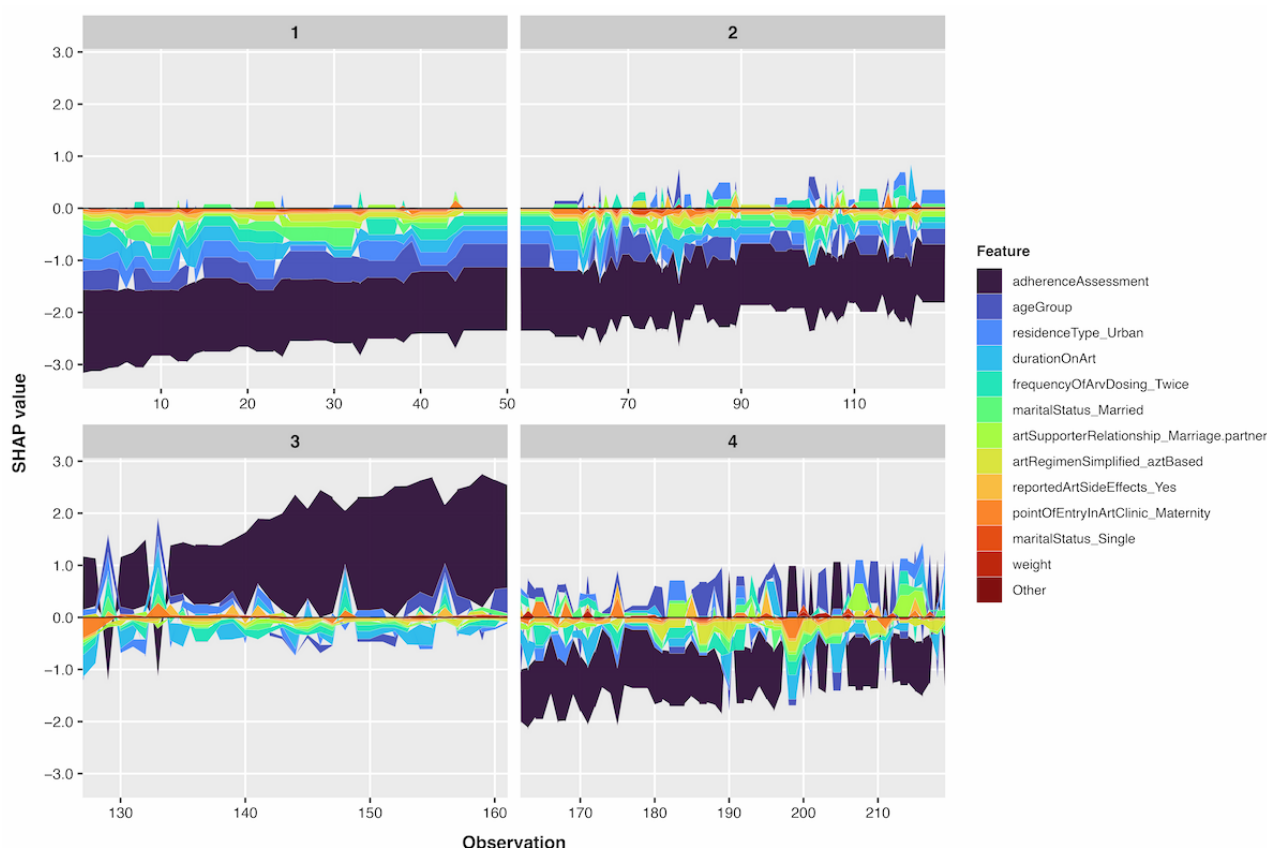 1
2
3.0
2.0
1.0
0.0
−1.0
−2.0
−3.0
10
20
30
40
50
70
90
110
3
4
3.0
2.0
1.0
0.0
−1.0
−2.0
−3.0
130
140
150
160
170
180
190
200
210
SHAP value
Observation
Feature
adherenceAssessment
ageGroup
residenceType_Urban
durationOnArt
frequencyOfArvDosing_Twice
maritalStatus_Married
artSupporterRelationship_Marriage.partner
artRegimenSimplified_aztBased
reportedArtSideEffects_Yes
pointOfEntryInArtClinic_Maternity
maritalStatus_Single
weight
Other